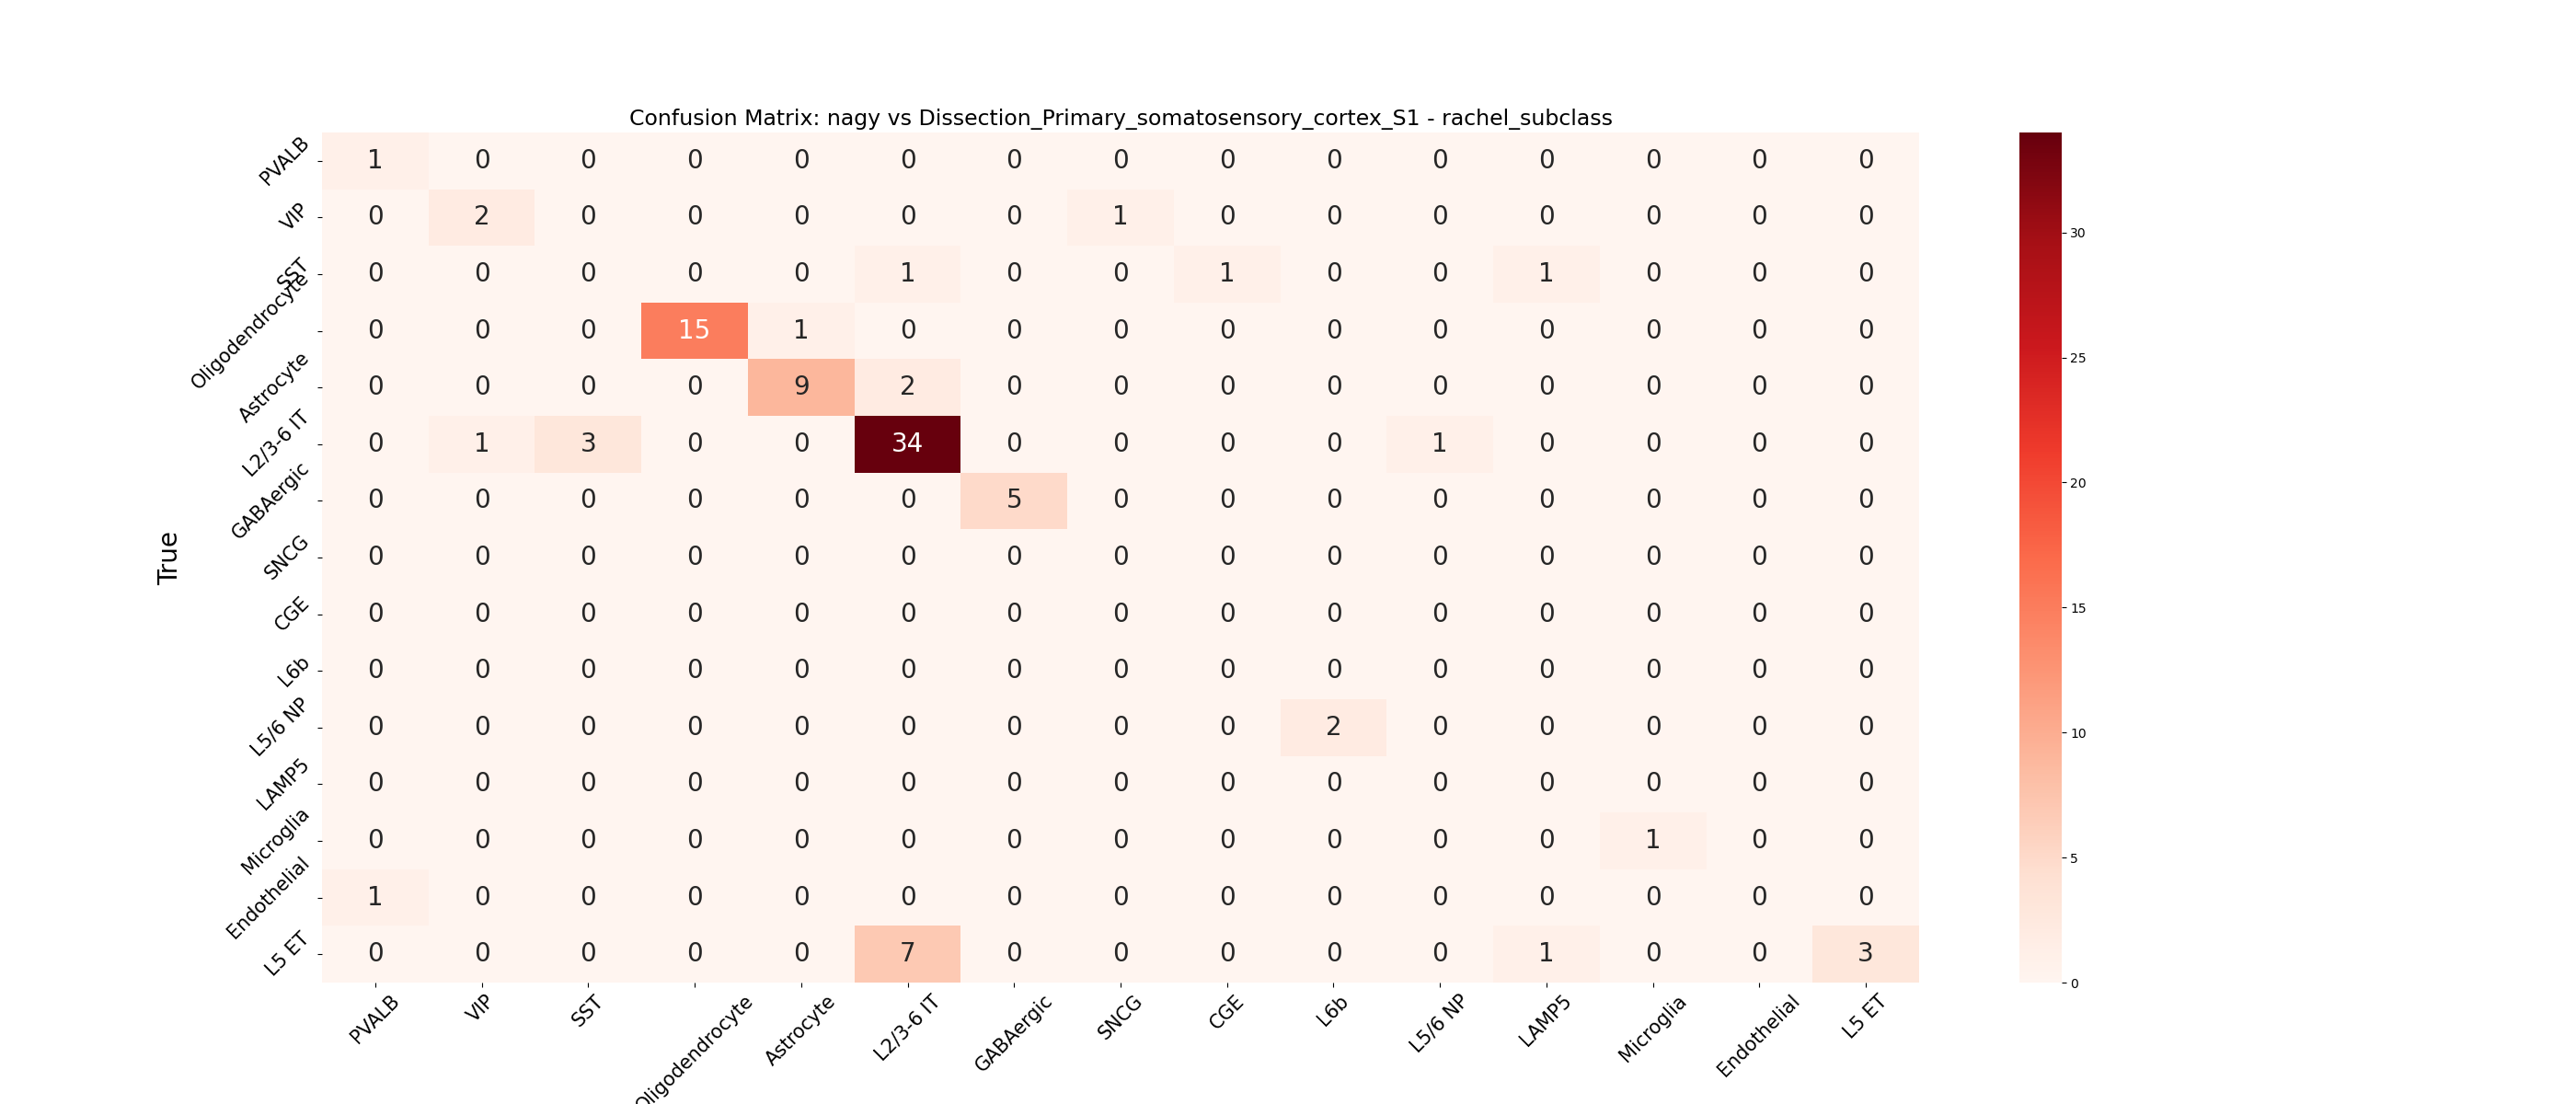 Confusion Matrix: nagy vs Dissection_Primary_somatosensory_cortex_S1 - rachel_subclass
True
PVALB 1 0 0 0 0 0 0 0 0 0 0 0 0 0 0
VIP 0 2 0 0 0 0 0 1 0 0 0 0 0 0 0
SST 0 0 0 0 0 1 0 0 1 0 0 1 0 0 0
Oligodendrocyte 0 0 0 15 1 0 0 0 0 0 0 0 0 0 0
Astrocyte 0 0 0 0 9 2 0 0 0 0 0 0 0 0 0
L2/3-6 IT 0 1 3 0 0 34 0 0 0 0 1 0 0 0 0
GABAergic 0 0 0 0 0 0 5 0 0 0 0 0 0 0 0
SNCG 0 0 0 0 0 0 0 0 0 0 0 0 0 0 0
CGE 0 0 0 0 0 0 0 0 0 0 0 0 0 0 0
L6b 0 0 0 0 0 0 0 0 0 0 0 0 0 0 0
L5/6 NP 0 0 0 0 0 0 0 0 0 2 0 0 0 0 0
LAMP5 0 0 0 0 0 0 0 0 0 0 0 0 0 0 0
Microglia 0 0 0 0 0 0 0 0 0 0 0 0 1 0 0
Endothelial 1 0 0 0 0 0 0 0 0 0 0 0 0 0 0
L5 ET 0 0 0 0 0 7 0 0 0 0 0 1 0 0 3
PVALB VIP SST Oligodendrocyte Astrocyte L2/3-6 IT GABAergic SNCG CGE L6b L5/6 NP LAMP5 Microglia Endothelial L5 ET
30
25
20
15
10
5
0